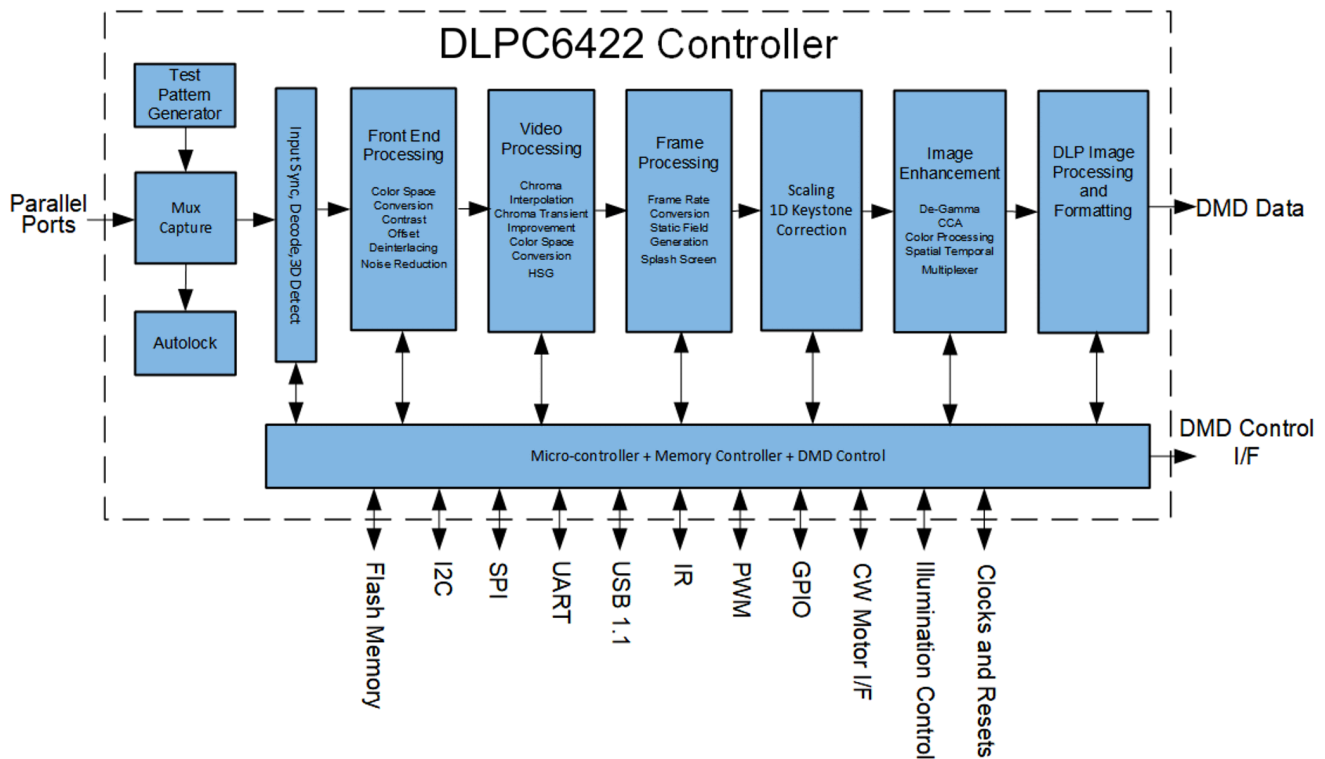 DLPC6422 Controller
Test
Pattern
Generator
Parallel
Ports
Mux
Capture
Autolock
Input Sync, Decode, 3D Detect
Front End
Processing
Color Space
Conversion
Contrast
Offset
Deinterlacing
Noise Reduction
Video
Processing
Chroma
Interpolation
Chroma Transient
Improvement
Color Space
Conversion
HSG
Frame
Processing
Frame Rate
Conversion
Static Field
Generation
Splash Screen
Scaling
1D Keystone
Correction
Image
Enhancement
De-Gamma
CCA
Color Processing
Spatial Temporal
Multiplexer
DLP Image
Processing
and
Formatting
DMD Data
Micro-controller + Memory Controller + DMD Control
DMD Control
I/F
Flash Memory
I2C
SPI
UART
USB 1.1
IR
PWM
GPIO
CW Motor I/F
Illumination Control
Clocks and Resets